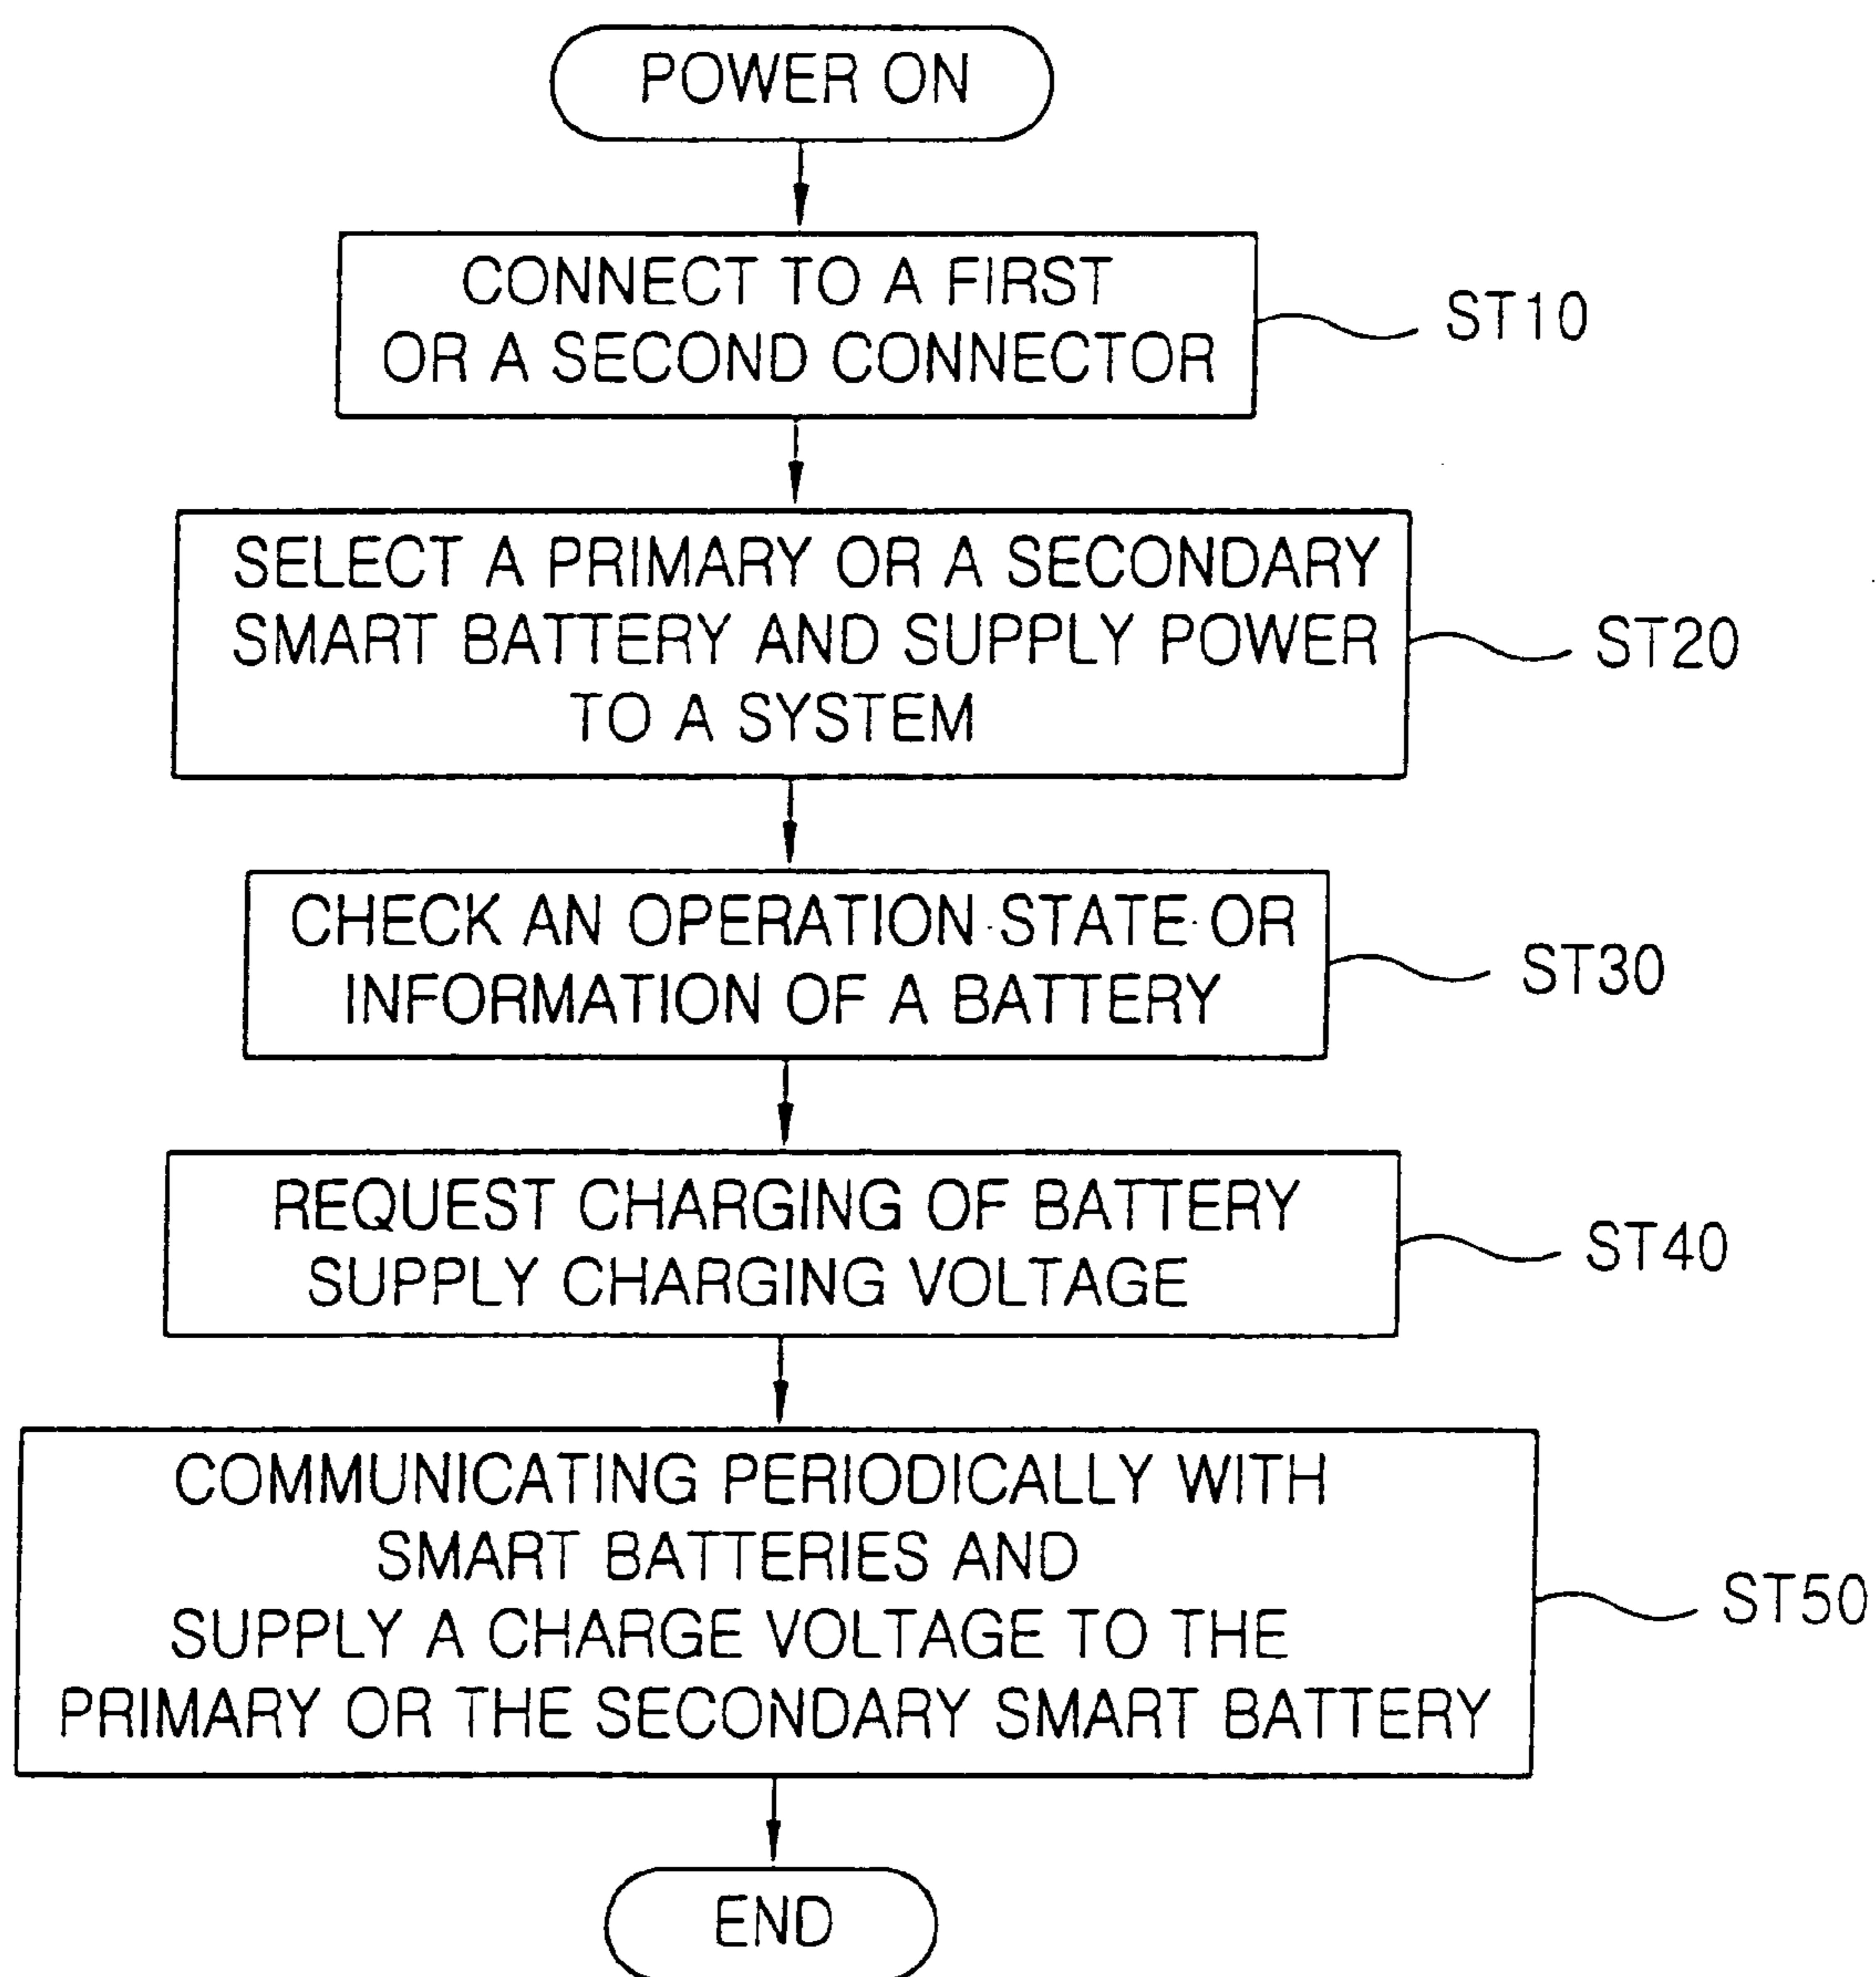 POWER ON
CONNECT TO A FIRST
OR A SECOND CONNECTOR
ST10
SELECT A PRIMARY OR A SECONDARY
SMART BATTERY AND SUPPLY POWER
TO A SYSTEM
ST20
CHECK AN OPERATION STATE OR
INFORMATION OF A BATTERY
ST30
REQUEST CHARGING OF BATTERY
SUPPLY CHARGING VOLTAGE
ST40
COMMUNICATING PERIODICALLY WITH
SMART BATTERIES AND
SUPPLY A CHARGE VOLTAGE TO THE
PRIMARY OR THE SECONDARY SMART BATTERY
ST50
END